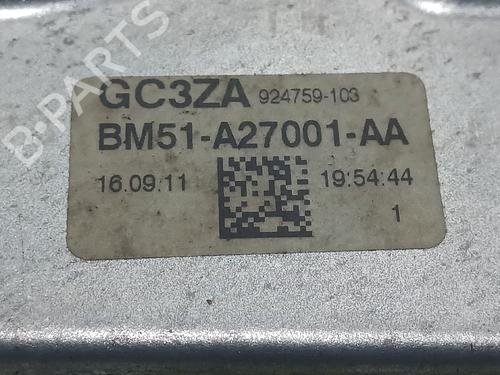 B-PARTS
GC3ZA 924759-103
BM51-A27001-AA
16.09.11 19:54:44
1